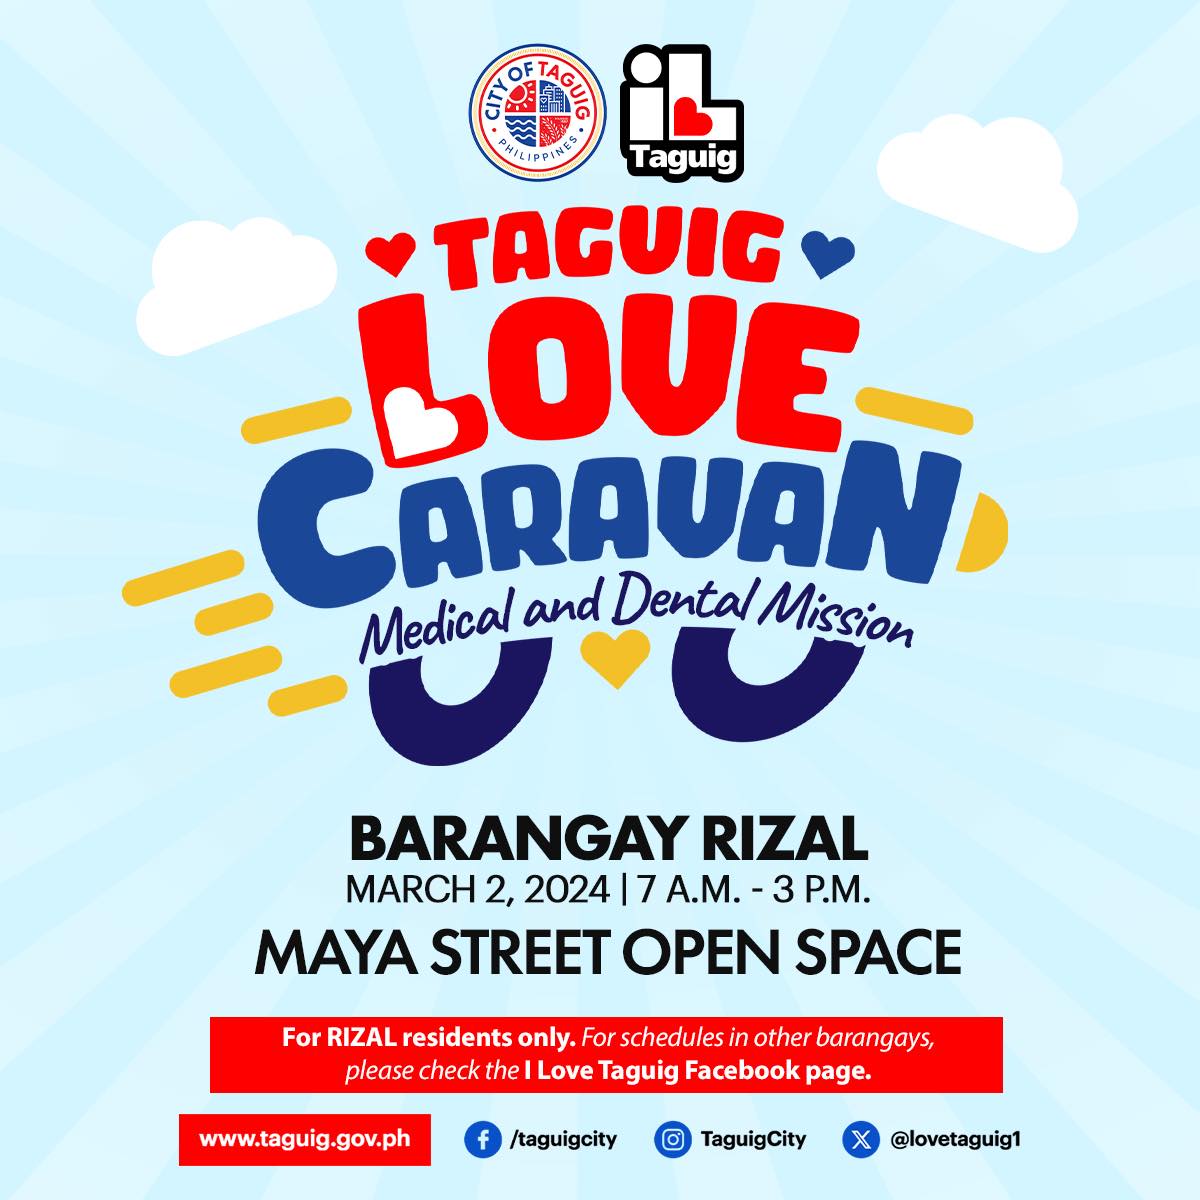 CITY OF TAGUIG
PHILIPPINES
iL
Taguig
TAGUIG
LOVE
CARAVAN
Medical and Dental Mission
BARANGAY RIZAL
MARCH 2, 2024 | 7 A.M. - 3 P.M.
MAYA STREET OPEN SPACE
For RIZAL residents only. For schedules in other barangays,
please check the I Love Taguig Facebook page.
www.taguig.gov.ph
/taguigcity
TaguigCity
@lovetaguig1